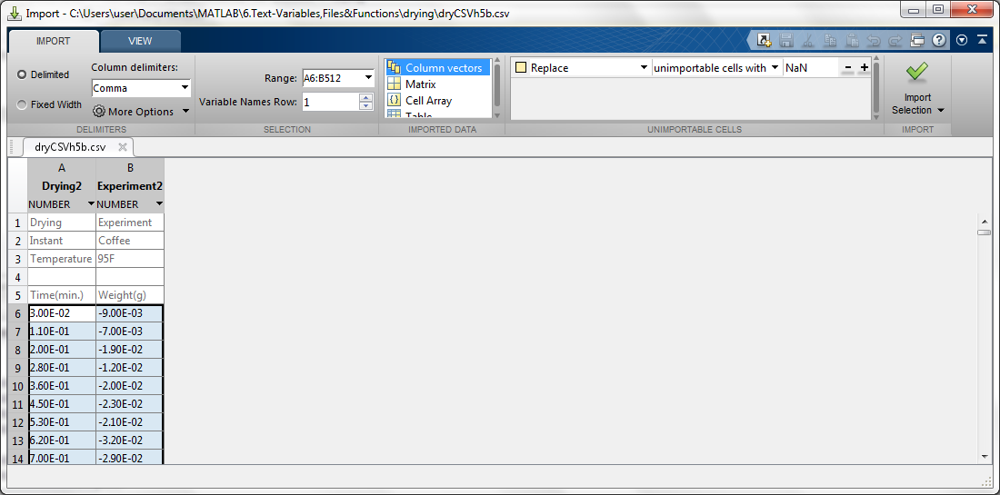 Import - C:\Users\user\Documents\MATLAB\6.Text-Variables,Files&Functions\drying\dryCSVh5b.csv
IMPORT VIEW
Delimited Column delimiters: Range: A6:B512 Column vectors Replace unimportable cells with NaN
Comma Matrix
Fixed Width More Options Variable Names Row: 1 Cell Array Import
Table Selection
DELIMITERS SELECTION IMPORTED DATA UNIMPORTABLE CELLS IMPORT
dryCSVh5b.csv
A B
Drying2 Experiment2
NUMBER NUMBER
1 Drying Experiment
2 Instant Coffee
3 Temperature 95F
4
5 Time(min.) Weight(g)
6 3.00E-02 -9.00E-03
7 1.10E-01 -7.00E-03
8 2.00E-01 -1.90E-02
9 2.80E-01 -1.20E-02
10 3.60E-01 -2.00E-02
11 4.50E-01 -2.30E-02
12 5.30E-01 -2.10E-02
13 6.20E-01 -3.20E-02
14 7.00E-01 -2.90E-02